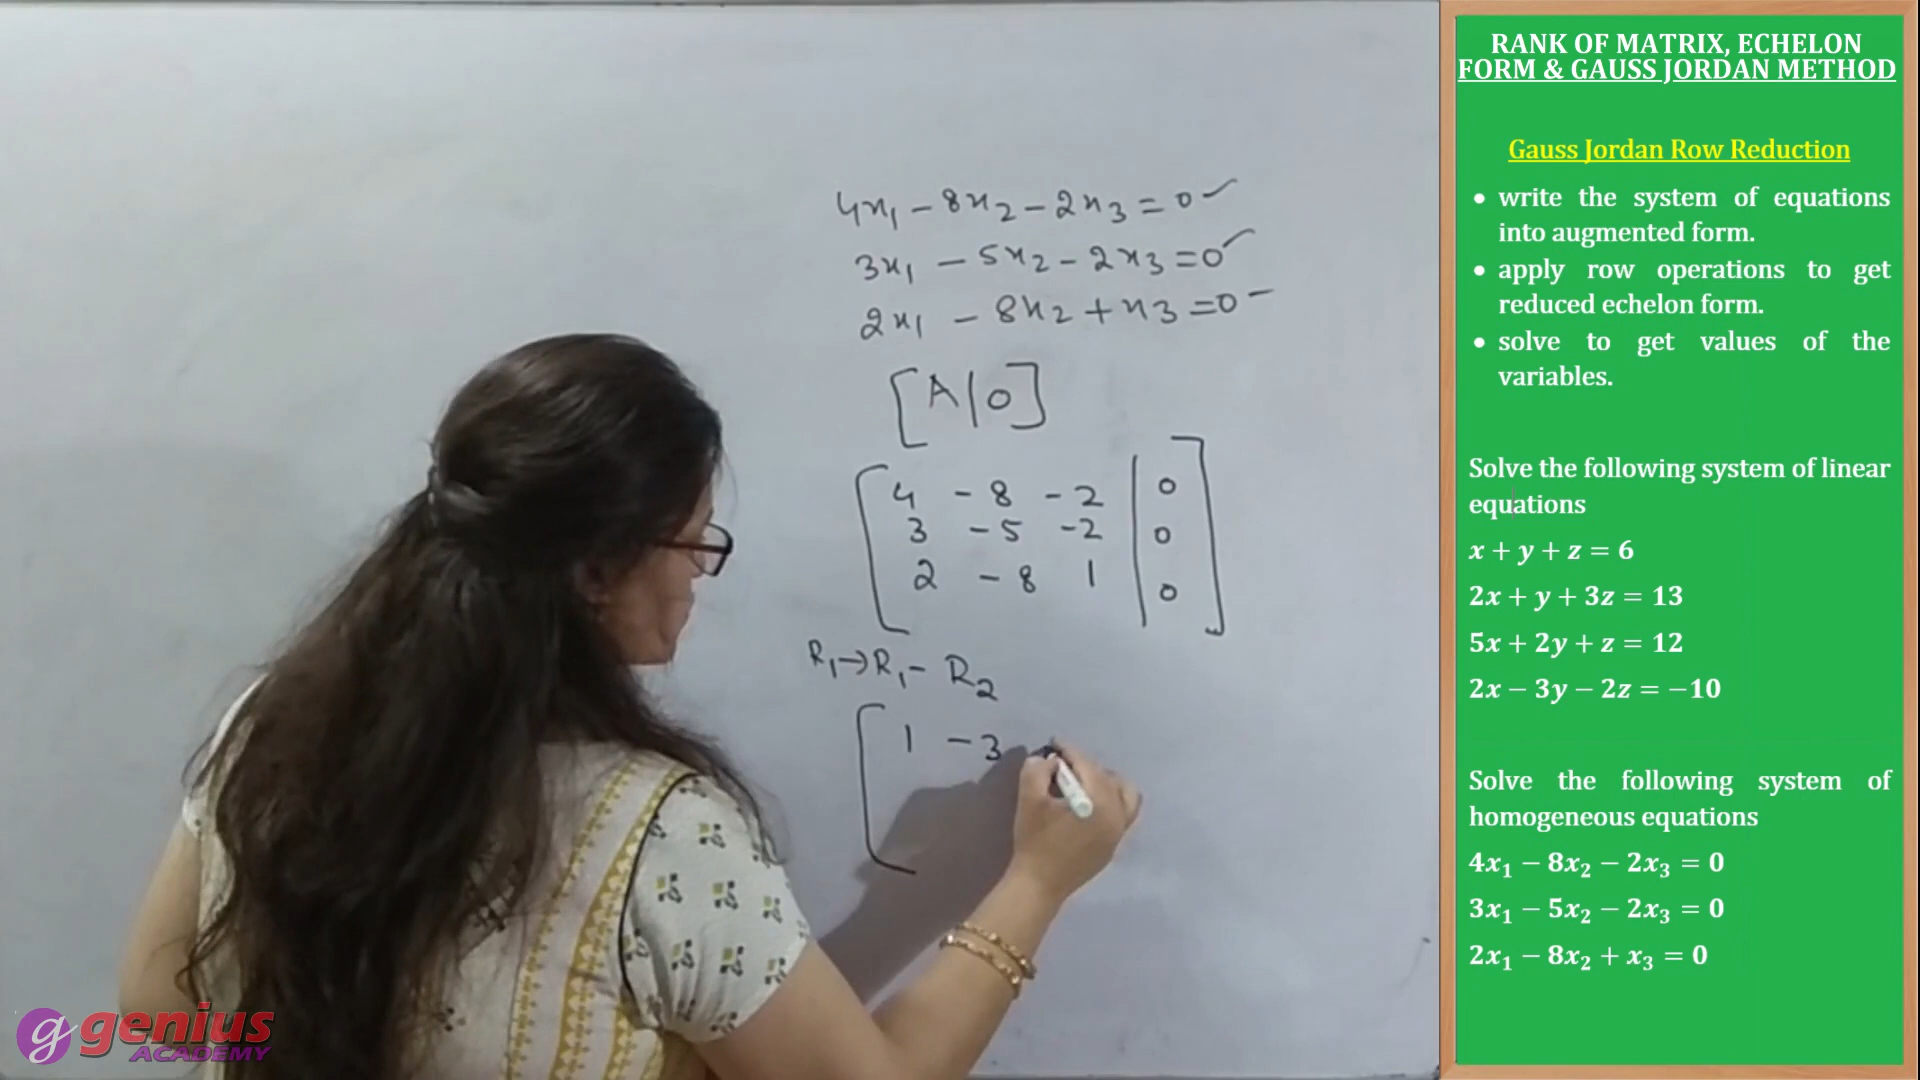 4x₁ - 8x₂ - 2x₃ = 0 ✓
3x₁ - 5x₂ - 2x₃ = 0 ✓
2x₁ - 8x₂ + x₃ = 0 -
[A|0]
4 -8 -2 | 0
3 -5 -2 | 0
2 -8 1 | 0
R₁→R₁- R₂
1 -3
RANK OF MATRIX, ECHELON
FORM & GAUSS JORDAN METHOD
Gauss Jordan Row Reduction
• write the system of equations
into augmented form.
• apply row operations to get
reduced echelon form.
• solve to get values of the
variables.
Solve the following system of linear
equations
x + y + z = 6
2x + y + 3z = 13
5x + 2y + z = 12
2x − 3y − 2z = −10
Solve the following system of
homogeneous equations
4x₁ − 8x₂ − 2x₃ = 0
3x₁ − 5x₂ − 2x₃ = 0
2x₁ − 8x₂ + x₃ = 0
g genius
ACADEMY